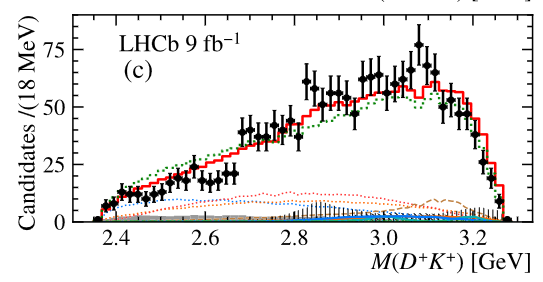 LHCb 9 fb⁻¹
(c)
Candidates /(18 MeV)
75
50
25
0
2.4 2.6 2.8 3.0 3.2
M(D⁺K⁺) [GeV]